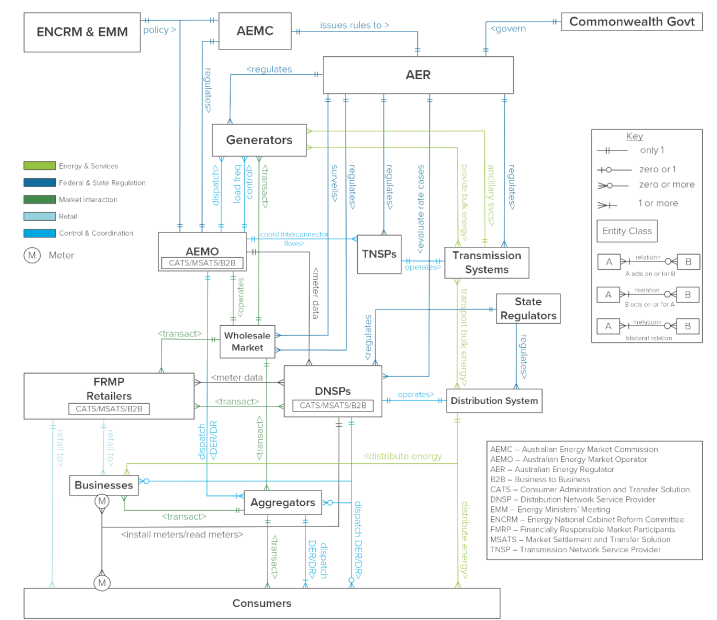 ENCRM & EMM
policy >
AEMC
issues rules to >
<govern
Commonwealth Govt
AER
<regulates
regulates>
Generators
Key
only 1
zero or 1
zero or more
1 or more
Entity Class
A
<relation>
B
A acts on or for B
A
<relation
B
B acts on or for A
A
<relation>
B
bilateral relation
Energy & Services
Federal & State Regulation
Market Interaction
Retail
Control & Coordination
M
Meter
dispatch>
load freq
control>
<transact>
surveils>
regulates>
regulates>
<evaluate rate cases
provide bulk energy>
ancillary svcs>
regulates>
AEMO
CATS/MSATS/B2B
coord interconnector
flows>
TNSPs
operates>
Transmission
Systems
<operates
<meter data
Wholesale
Market
<transact>
<regulates
transport bulk energy>
State
Regulators
regulates>
FRMP
Retailers
CATS/MSATS/B2B
<meter data
<transact>
DNSPs
CATS/MSATS/B2B
operates>
Distribution System
retail to>
retail to>
dispatch
<DER/DR
<transact>
<distribute energy
Businesses
M
<transact>
Aggregators
<install meters/read meters>
<transact>
dispatch
DER/DR>
dispatch DER/DR>
distribute energy>
M
Consumers
AEMC – Australian Energy Market Commission
AEMO – Australian Energy Market Operator
AER – Australian Energy Regulator
B2B – Business to Business
CATS – Consumer Administration and Transfer Solution
DNSP – Distribution Network Service Provider
EMM – Energy Ministers' Meeting
ENCRM – Energy National Cabinet Reform Committee
FMRP – Financially Responsible Market Participants
MSATS – Market Settlement and Transfer Solution
TNSP – Transmission Network Service Provider